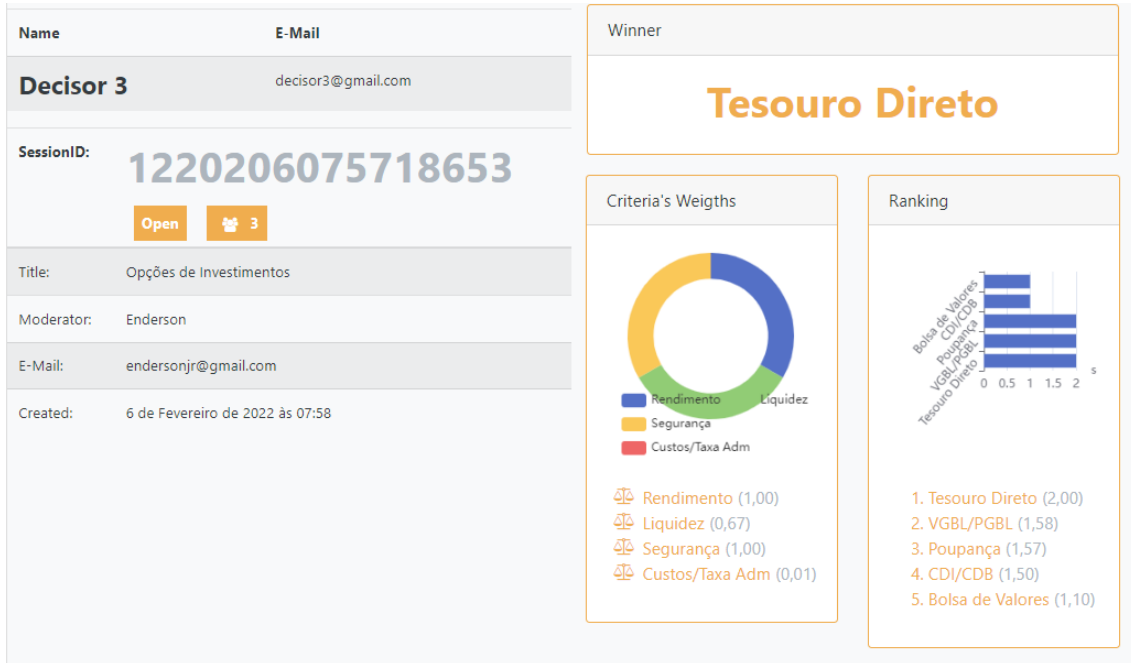 Name E-Mail
Decisor 3 decisor3@gmail.com
SessionID: 1220206075718653
Open 3
Title: Opções de Investimentos
Moderator: Enderson
E-Mail: endersonjr@gmail.com
Created: 6 de Fevereiro de 2022 às 07:58
Winner
Tesouro Direto
Criteria's Weigths
Rendimento Liquidez
Segurança
Custos/Taxa Adm
Rendimento (1,00)
Liquidez (0,67)
Segurança (1,00)
Custos/Taxa Adm (0,01)
Ranking
Bolsa de Valores
CDI/CDB
Poupança
VGBL/PGBL
Tesouro Direto
0 0.5 1 1.5 2 s
1. Tesouro Direto (2,00)
2. VGBL/PGBL (1,58)
3. Poupança (1,57)
4. CDI/CDB (1,50)
5. Bolsa de Valores (1,10)